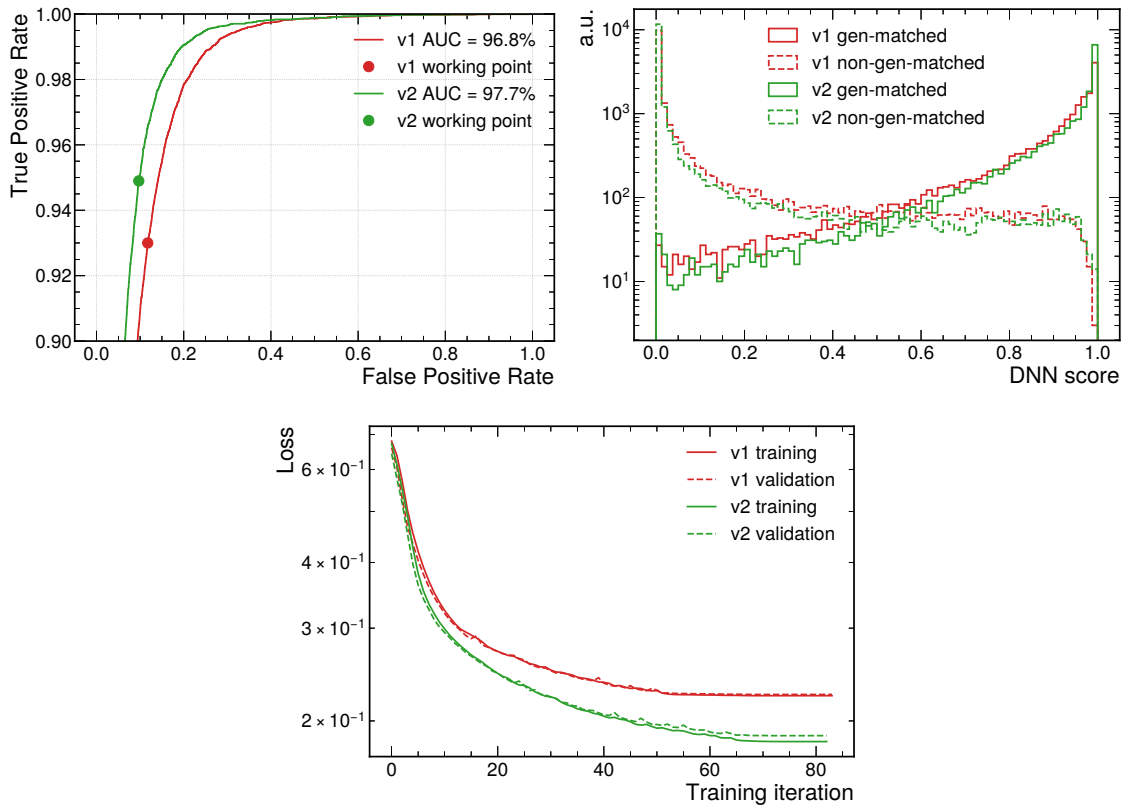 True Positive Rate
1.00
0.98
0.96
0.94
0.92
0.90
0.0 0.2 0.4 0.6 0.8 1.0
False Positive Rate
v1 AUC = 96.8%
v1 working point
v2 AUC = 97.7%
v2 working point
a.u.
10⁴
10³
10²
10¹
0.0 0.2 0.4 0.6 0.8 1.0
DNN score
v1 gen-matched
v1 non-gen-matched
v2 gen-matched
v2 non-gen-matched
Loss
6 × 10⁻¹
4 × 10⁻¹
3 × 10⁻¹
2 × 10⁻¹
0 20 40 60 80
Training iteration
v1 training
v1 validation
v2 training
v2 validation